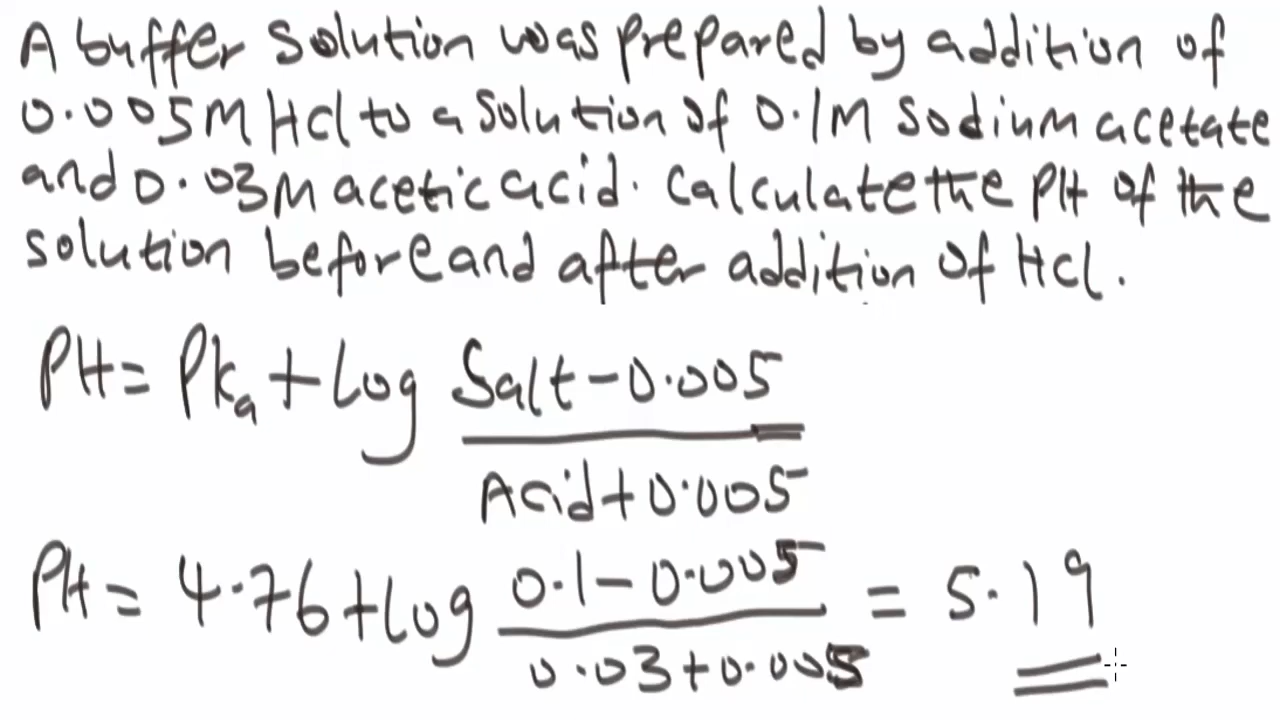 A buffer solution was prepared by addition of
0.005M HCl to a solution of 0.1M sodium acetate
and 0.03M acetic acid. Calculate the PH of the
solution before and after addition of HCl.
PH = Pka + Log Salt - 0.005
Acid + 0.005
PH = 4.76 + Log 0.1 - 0.005 = 5.19
0.03 + 0.005